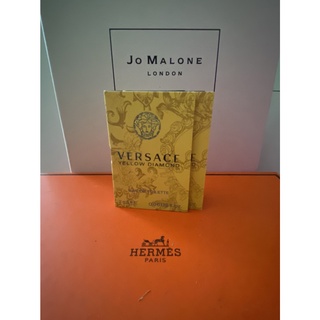 JO MALONE
LONDON
VERSACE
YELLOW DIAMOND
HERMÈS
PARIS